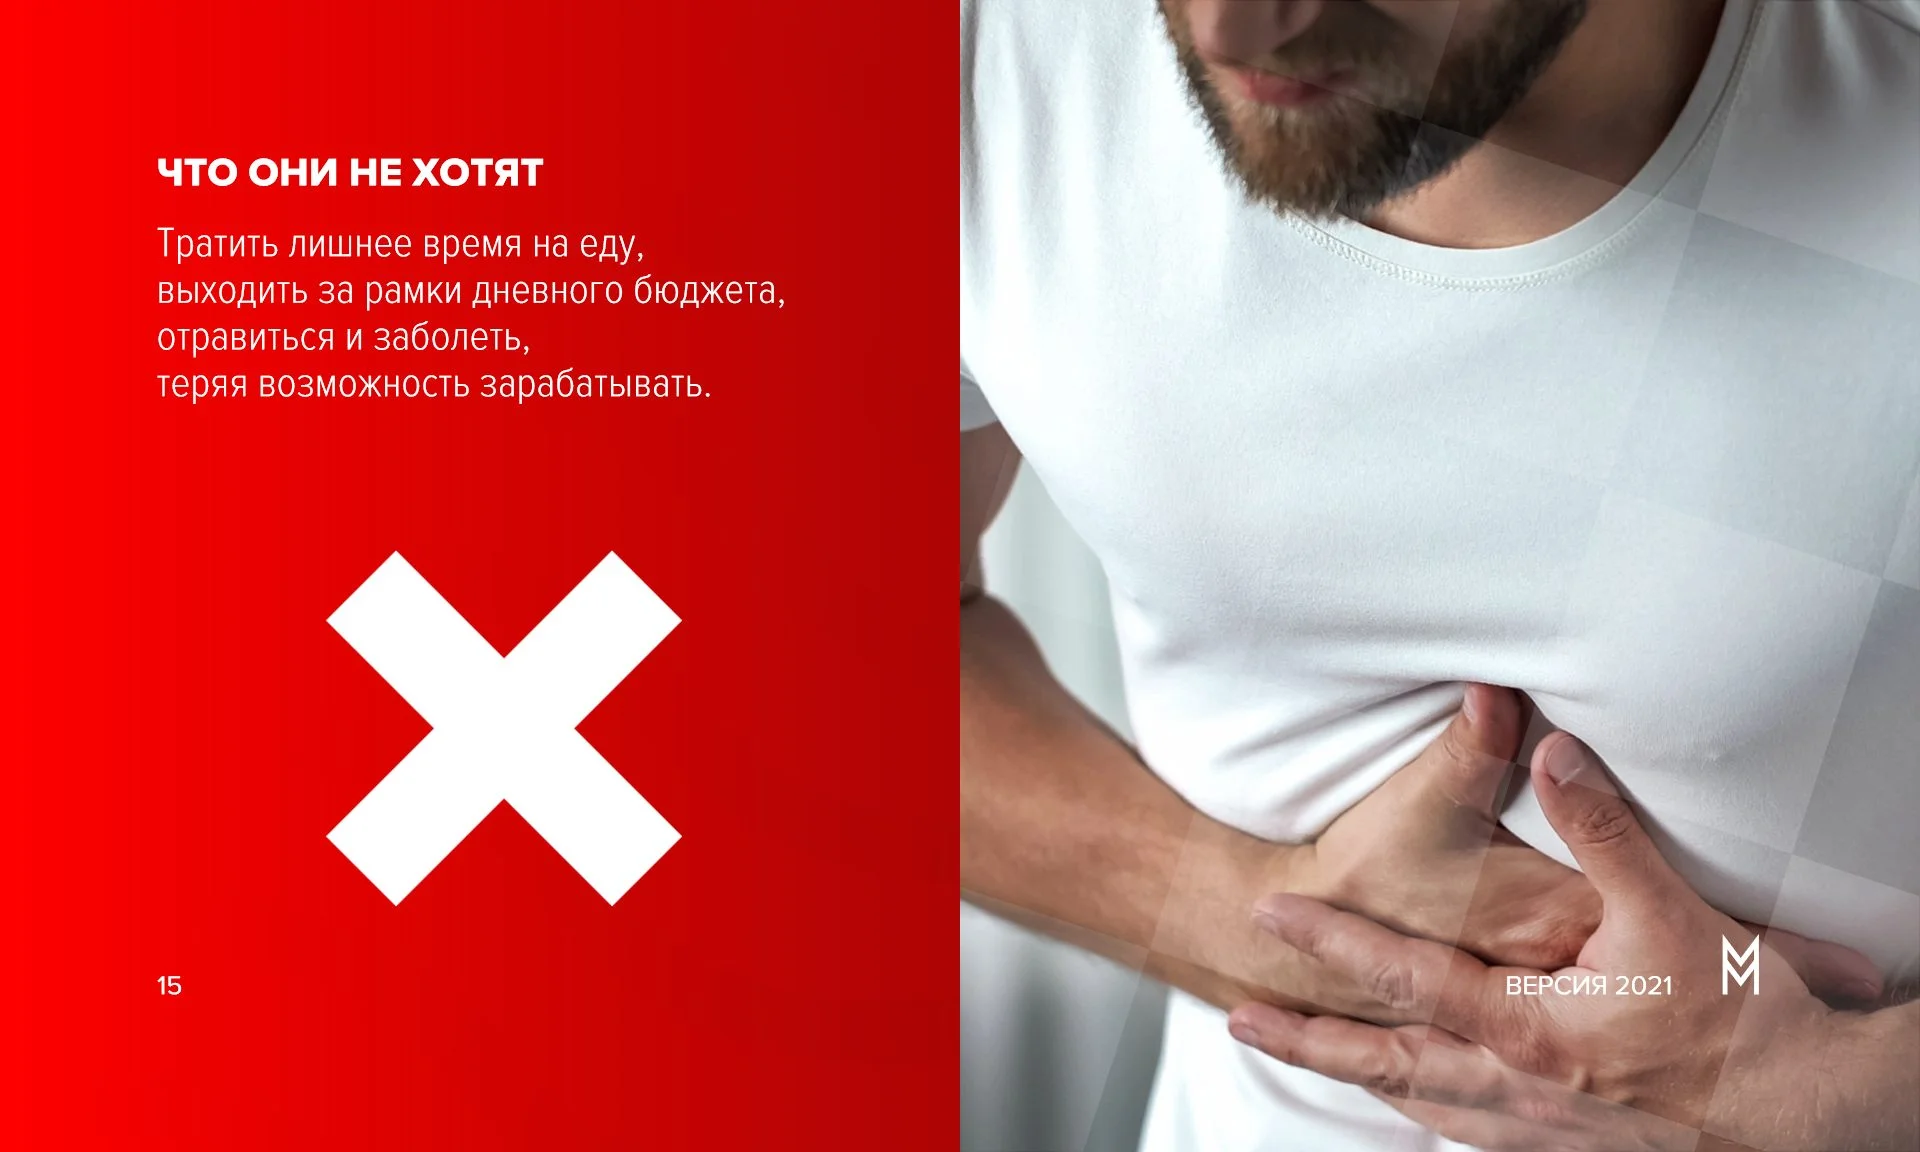 ЧТО ОНИ НЕ ХОТЯТ
Тратить лишнее время на еду,
выходить за рамки дневного бюджета,
отравиться и заболеть,
теряя возможность зарабатывать.
15
ВЕРСИЯ 2021